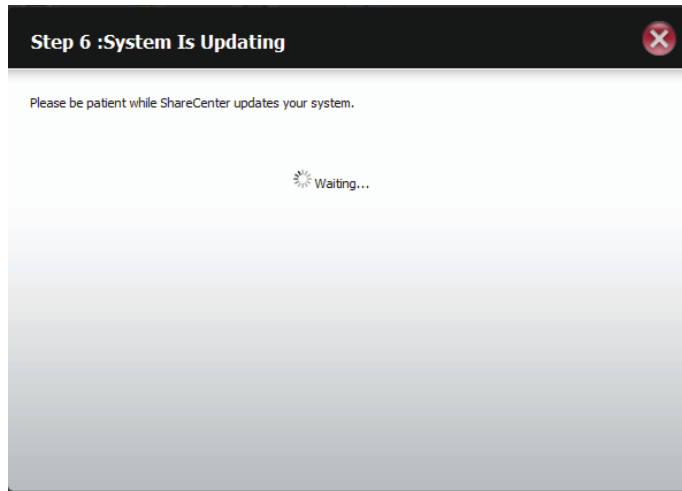 Step 6 :System Is Updating
Please be patient while ShareCenter updates your system.
Waiting...